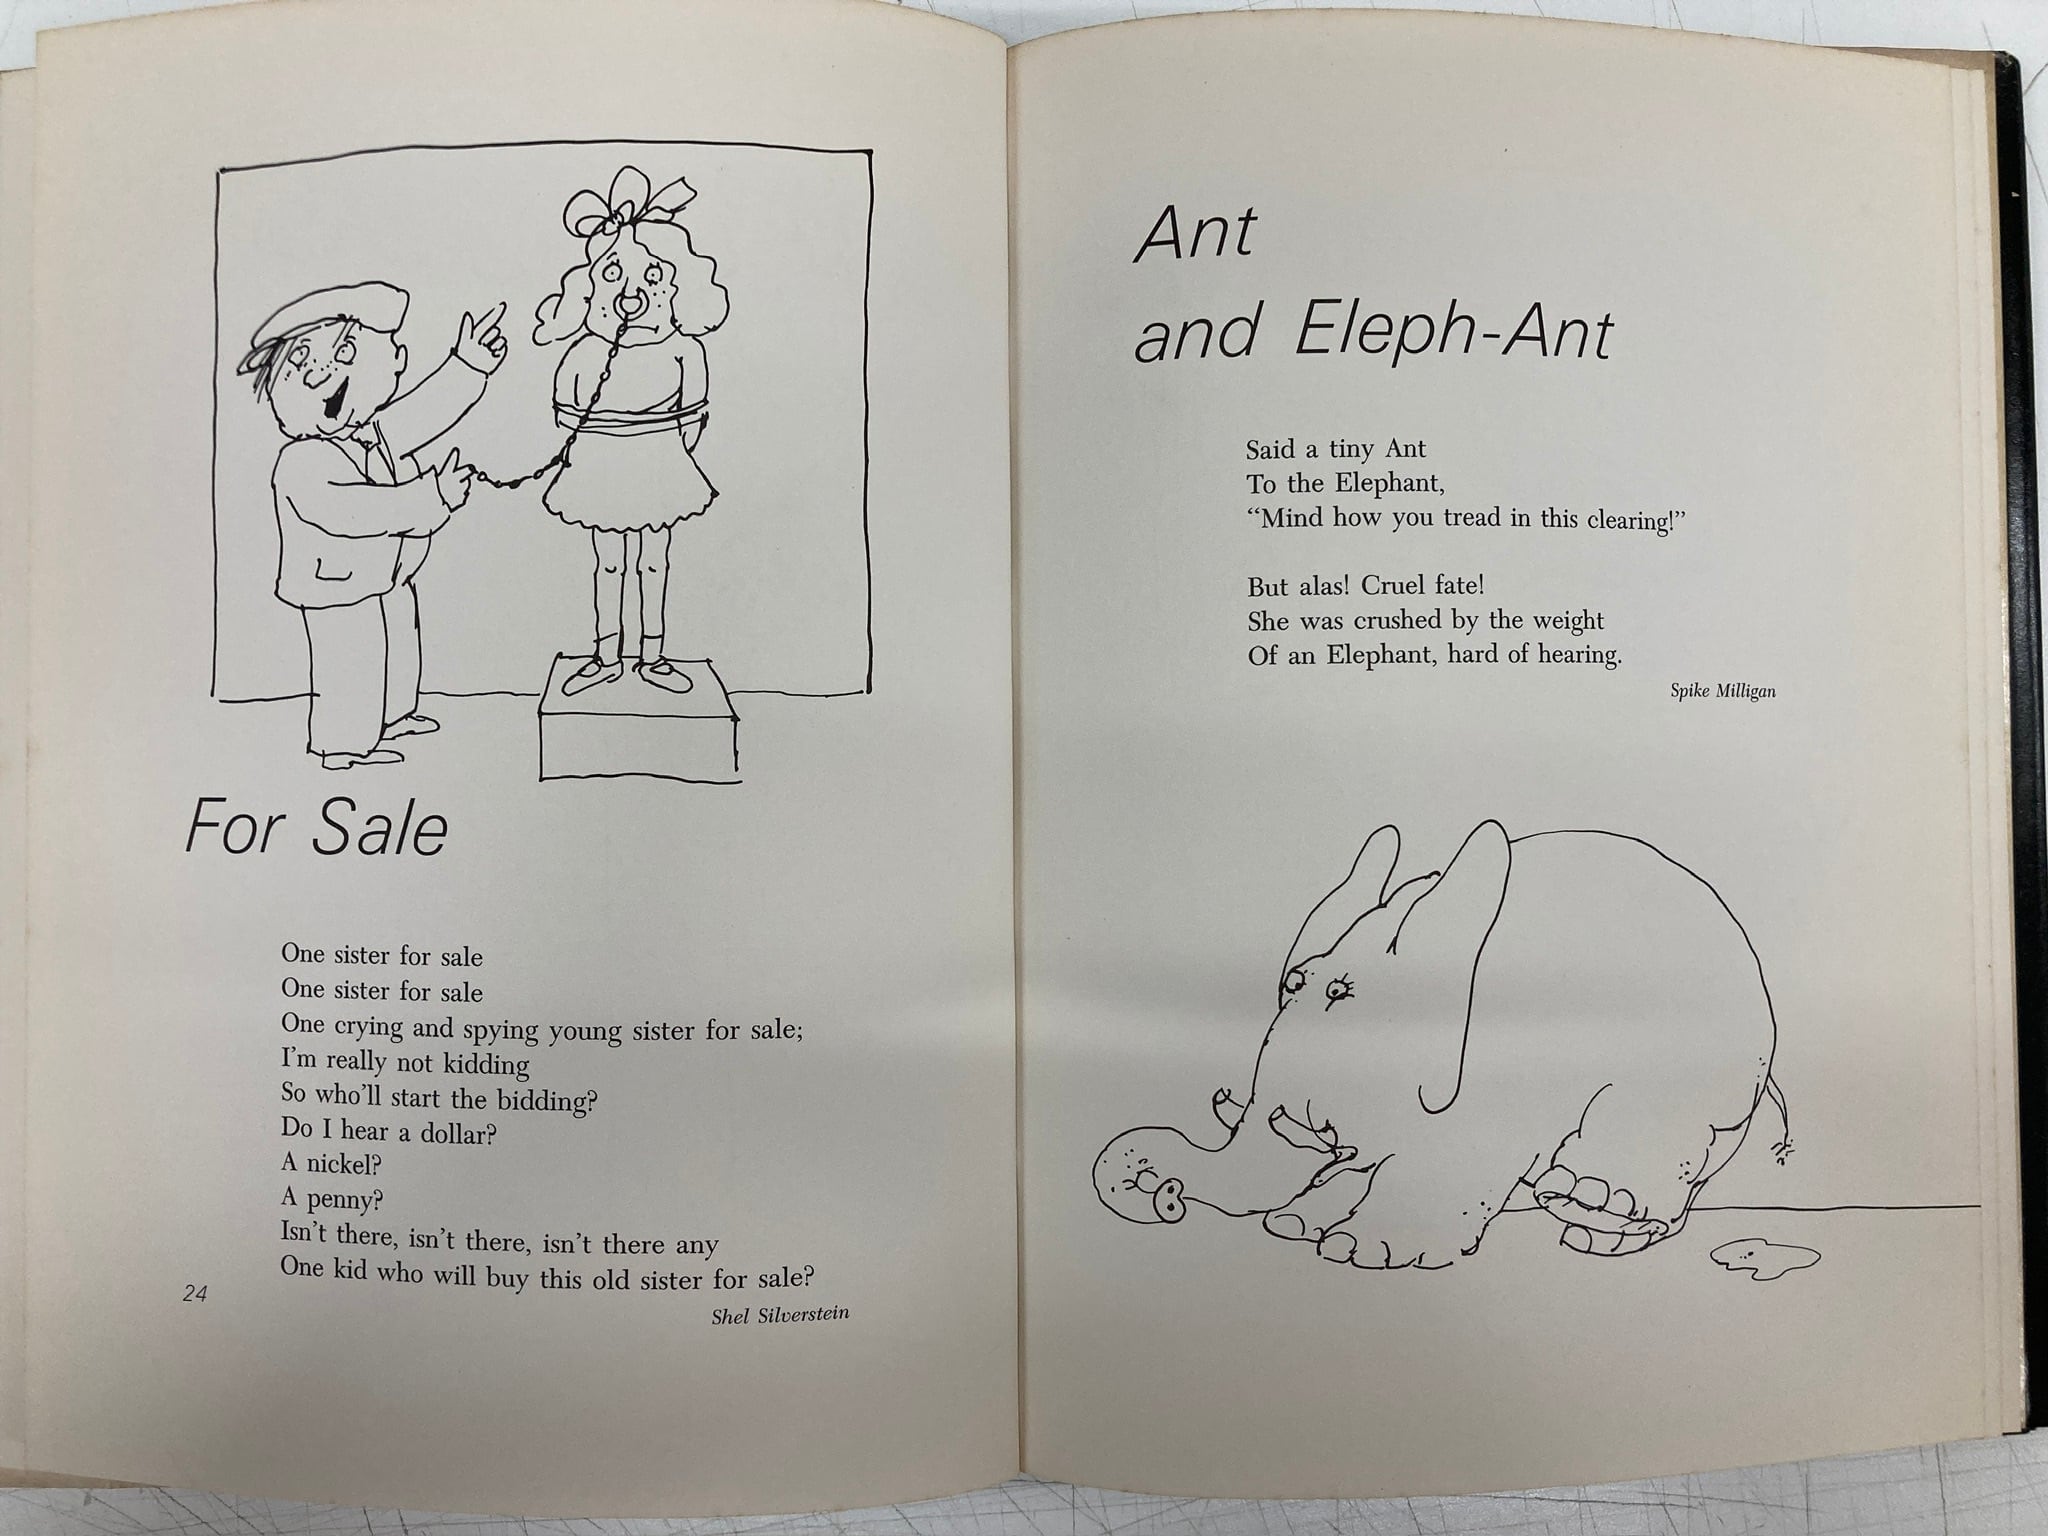 For Sale
One sister for sale
One sister for sale
One crying and spying young sister for sale;
I'm really not kidding
So who'll start the bidding?
Do I hear a dollar?
A nickel?
A penny?
Isn't there, isn't there, isn't there any
One kid who will buy this old sister for sale?
Shel Silverstein
24
Ant
and Eleph-Ant
Said a tiny Ant
To the Elephant,
“Mind how you tread in this clearing!”
But alas! Cruel fate!
She was crushed by the weight
Of an Elephant, hard of hearing.
Spike Milligan